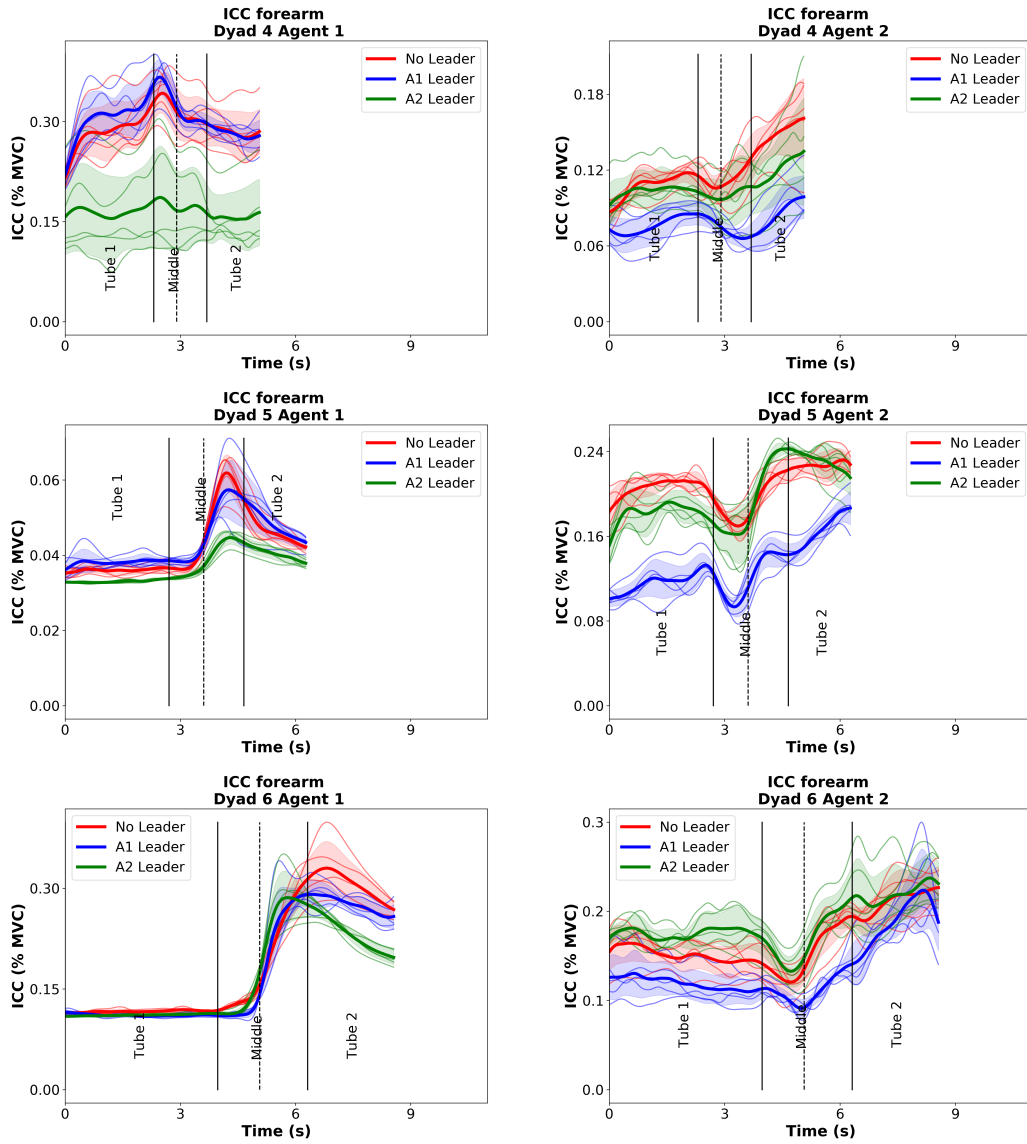 ICC forearm
Dyad 4 Agent 1
No Leader
A1 Leader
A2 Leader
ICC (% MVC)
0.30
0.15
0.00
Tube 1
Middle
Tube 2
0
3
6
9
Time (s)
ICC forearm
Dyad 4 Agent 2
No Leader
A1 Leader
A2 Leader
ICC (% MVC)
0.18
0.12
0.06
0.00
Tube 1
Middle
Tube 2
0
3
6
9
Time (s)
ICC forearm
Dyad 5 Agent 1
No Leader
A1 Leader
A2 Leader
ICC (% MVC)
0.06
0.04
0.02
0.00
Tube 1
Middle
Tube 2
0
3
6
9
Time (s)
ICC forearm
Dyad 5 Agent 2
No Leader
A1 Leader
A2 Leader
ICC (% MVC)
0.24
0.16
0.08
0.00
Tube 1
Middle
Tube 2
0
3
6
9
Time (s)
ICC forearm
Dyad 6 Agent 1
No Leader
A1 Leader
A2 Leader
ICC (% MVC)
0.30
0.15
0.00
Tube 1
Middle
Tube 2
0
3
6
9
Time (s)
ICC forearm
Dyad 6 Agent 2
No Leader
A1 Leader
A2 Leader
ICC (% MVC)
0.3
0.2
0.1
0.0
Tube 1
Middle
Tube 2
0
3
6
9
Time (s)